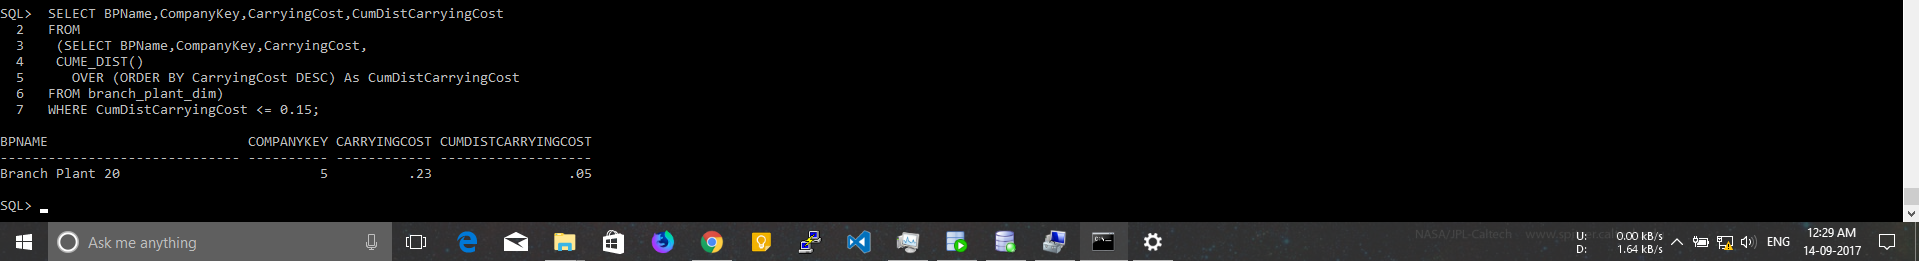 SQL>  SELECT BPName,CompanyKey,CarryingCost,CumDistCarryingCost
  2   FROM
  3    (SELECT BPName,CompanyKey,CarryingCost,
  4    CUME_DIST()
  5      OVER (ORDER BY CarryingCost DESC) As CumDistCarryingCost
  6   FROM branch_plant_dim)
  7   WHERE CumDistCarryingCost <= 0.15;
BPNAME                         COMPANYKEY CARRYINGCOST CUMDISTCARRYINGCOST
------------------------------ ---------- ------------ -------------------
Branch Plant 20                         5          .23                 .05
SQL>
Ask me anything
NASA/JPL-Caltech
U: 0.00 kB/s
D: 1.64 kB/s
ENG
12:29 AM
14-09-2017